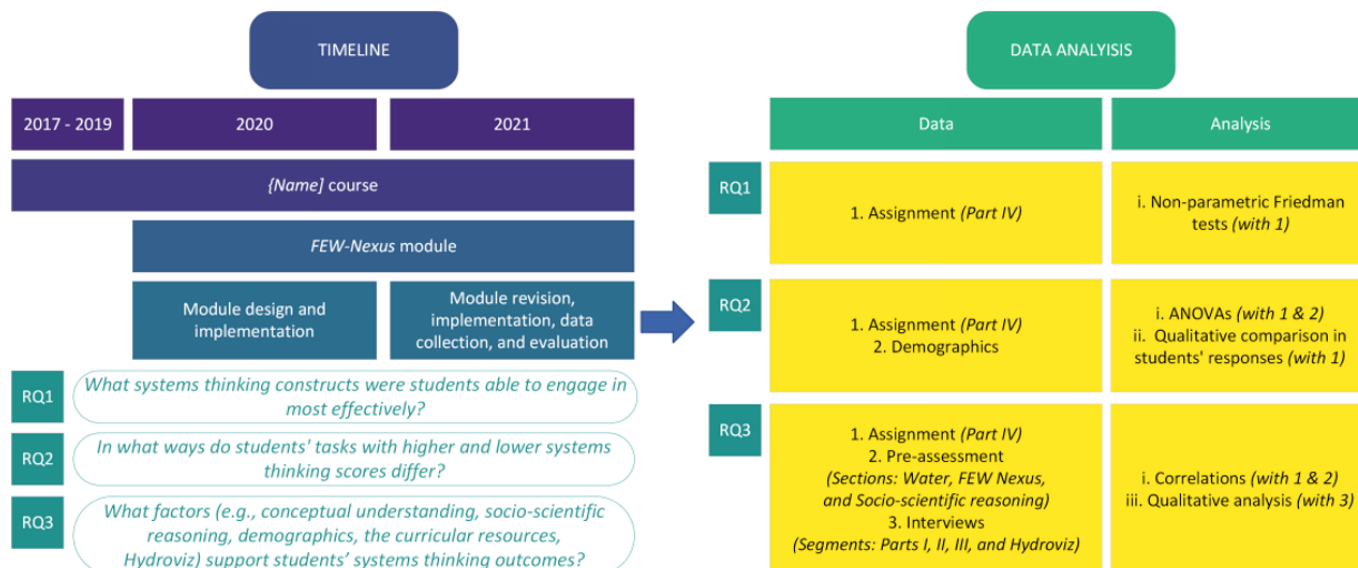 TIMELINE
2017 - 2019
2020
2021
{Name] course
FEW-Nexus module
Module design and
implementation
Module revision,
implementation, data
collection, and evaluation
RQ1
What systems thinking constructs were students able to engage in
most effectively?
RQ2
In what ways do students' tasks with higher and lower systems
thinking scores differ?
RQ3
What factors (e.g., conceptual understanding, socio-scientific
reasoning, demographics, the curricular resources,
Hydroviz) support students’ systems thinking outcomes?
DATA ANALYISIS
Data
Analysis
RQ1
1. Assignment (Part IV)
i. Non-parametric Friedman
tests (with 1)
RQ2
1. Assignment (Part IV)
2. Demographics
i. ANOVAs (with 1 & 2)
ii. Qualitative comparison in
students' responses (with 1)
RQ3
1. Assignment (Part IV)
2. Pre-assessment
(Sections: Water, FEW Nexus,
and Socio-scientific reasoning)
3. Interviews
(Segments: Parts I, II, III, and Hydroviz)
i. Correlations (with 1 & 2)
iii. Qualitative analysis (with 3)